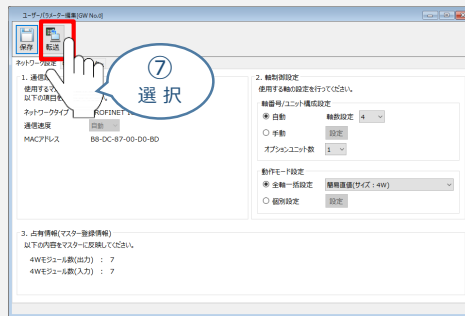 ユーザーパラメーター編集[GW No.0]
保存
転送
ネットワーク設定
1. 通信設
使用するマ
以下の項目を
ネットワークタイプ
ROFINET IO
通信速度
自動
MACアドレス
B8-DC-87-00-D0-BD
⑦
選択
2. 軸制御設定
使用する軸の設定を行ってください。
軸番号/ユニット構成設定
自動
軸数設定
4
手動
設定
オプションユニット数
1
動作モード設定
全軸一括設定
簡易直値(サイズ:4W)
個別設定
設定
3. 占有情報(マスター登録情報)
以下の内容をマスターに反映してください。
4Wモジュール数(出力) : 7
4Wモジュール数(入力) : 7